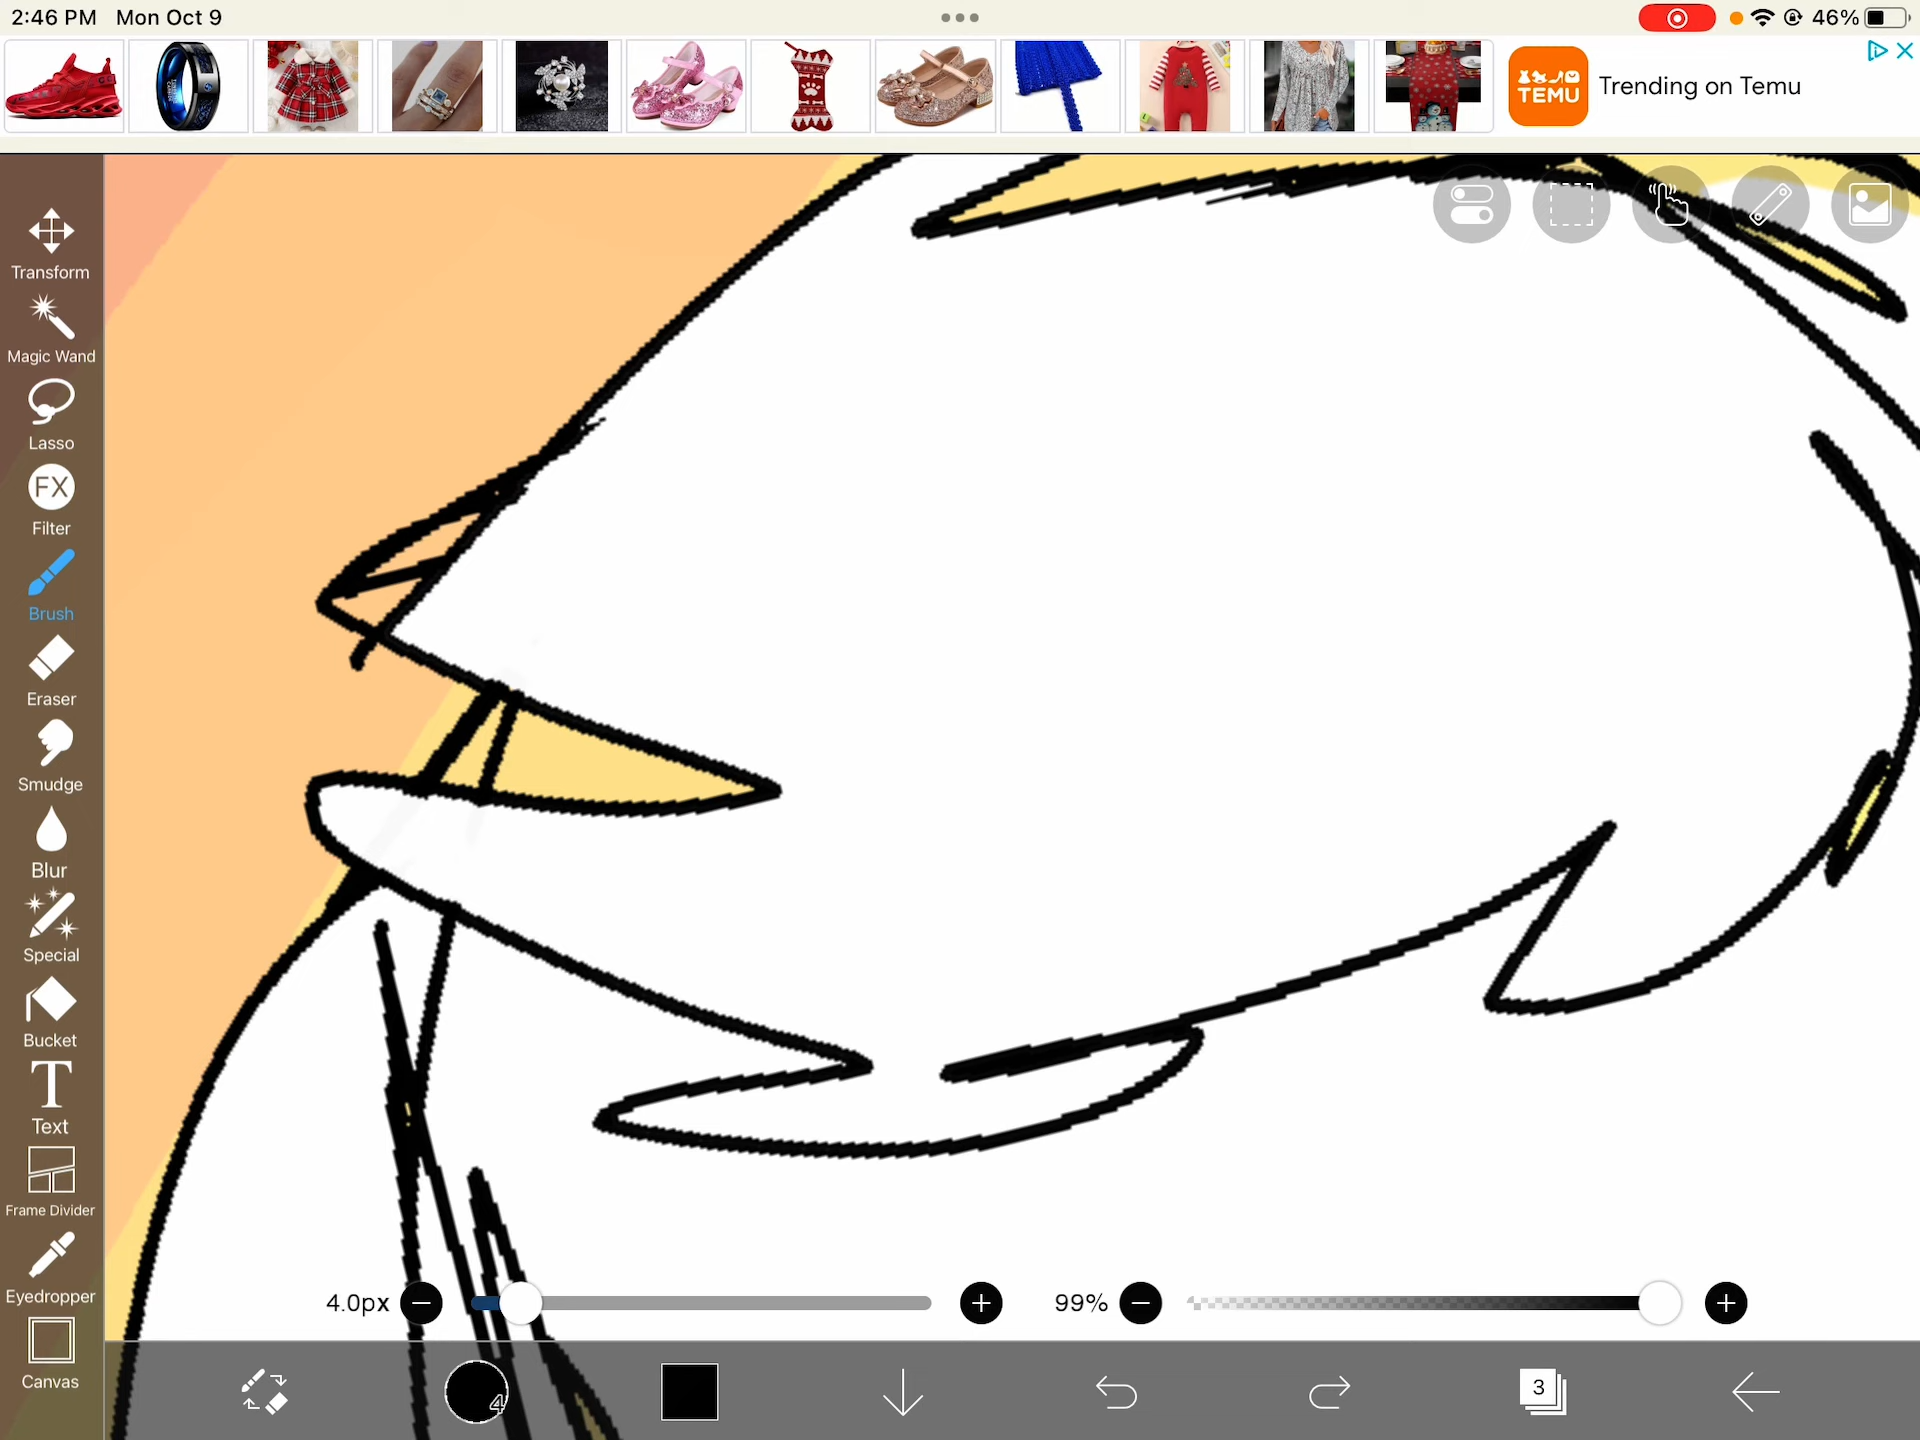 2:46 PM Mon Oct 9
46%
TEMU
Trending on Temu
Transform
Magic Wand
Lasso
FX
Filter
Brush
Eraser
Smudge
Blur
Special
Bucket
T
Text
Frame Divider
Eyedropper
Canvas
4.0px
99%
4
3